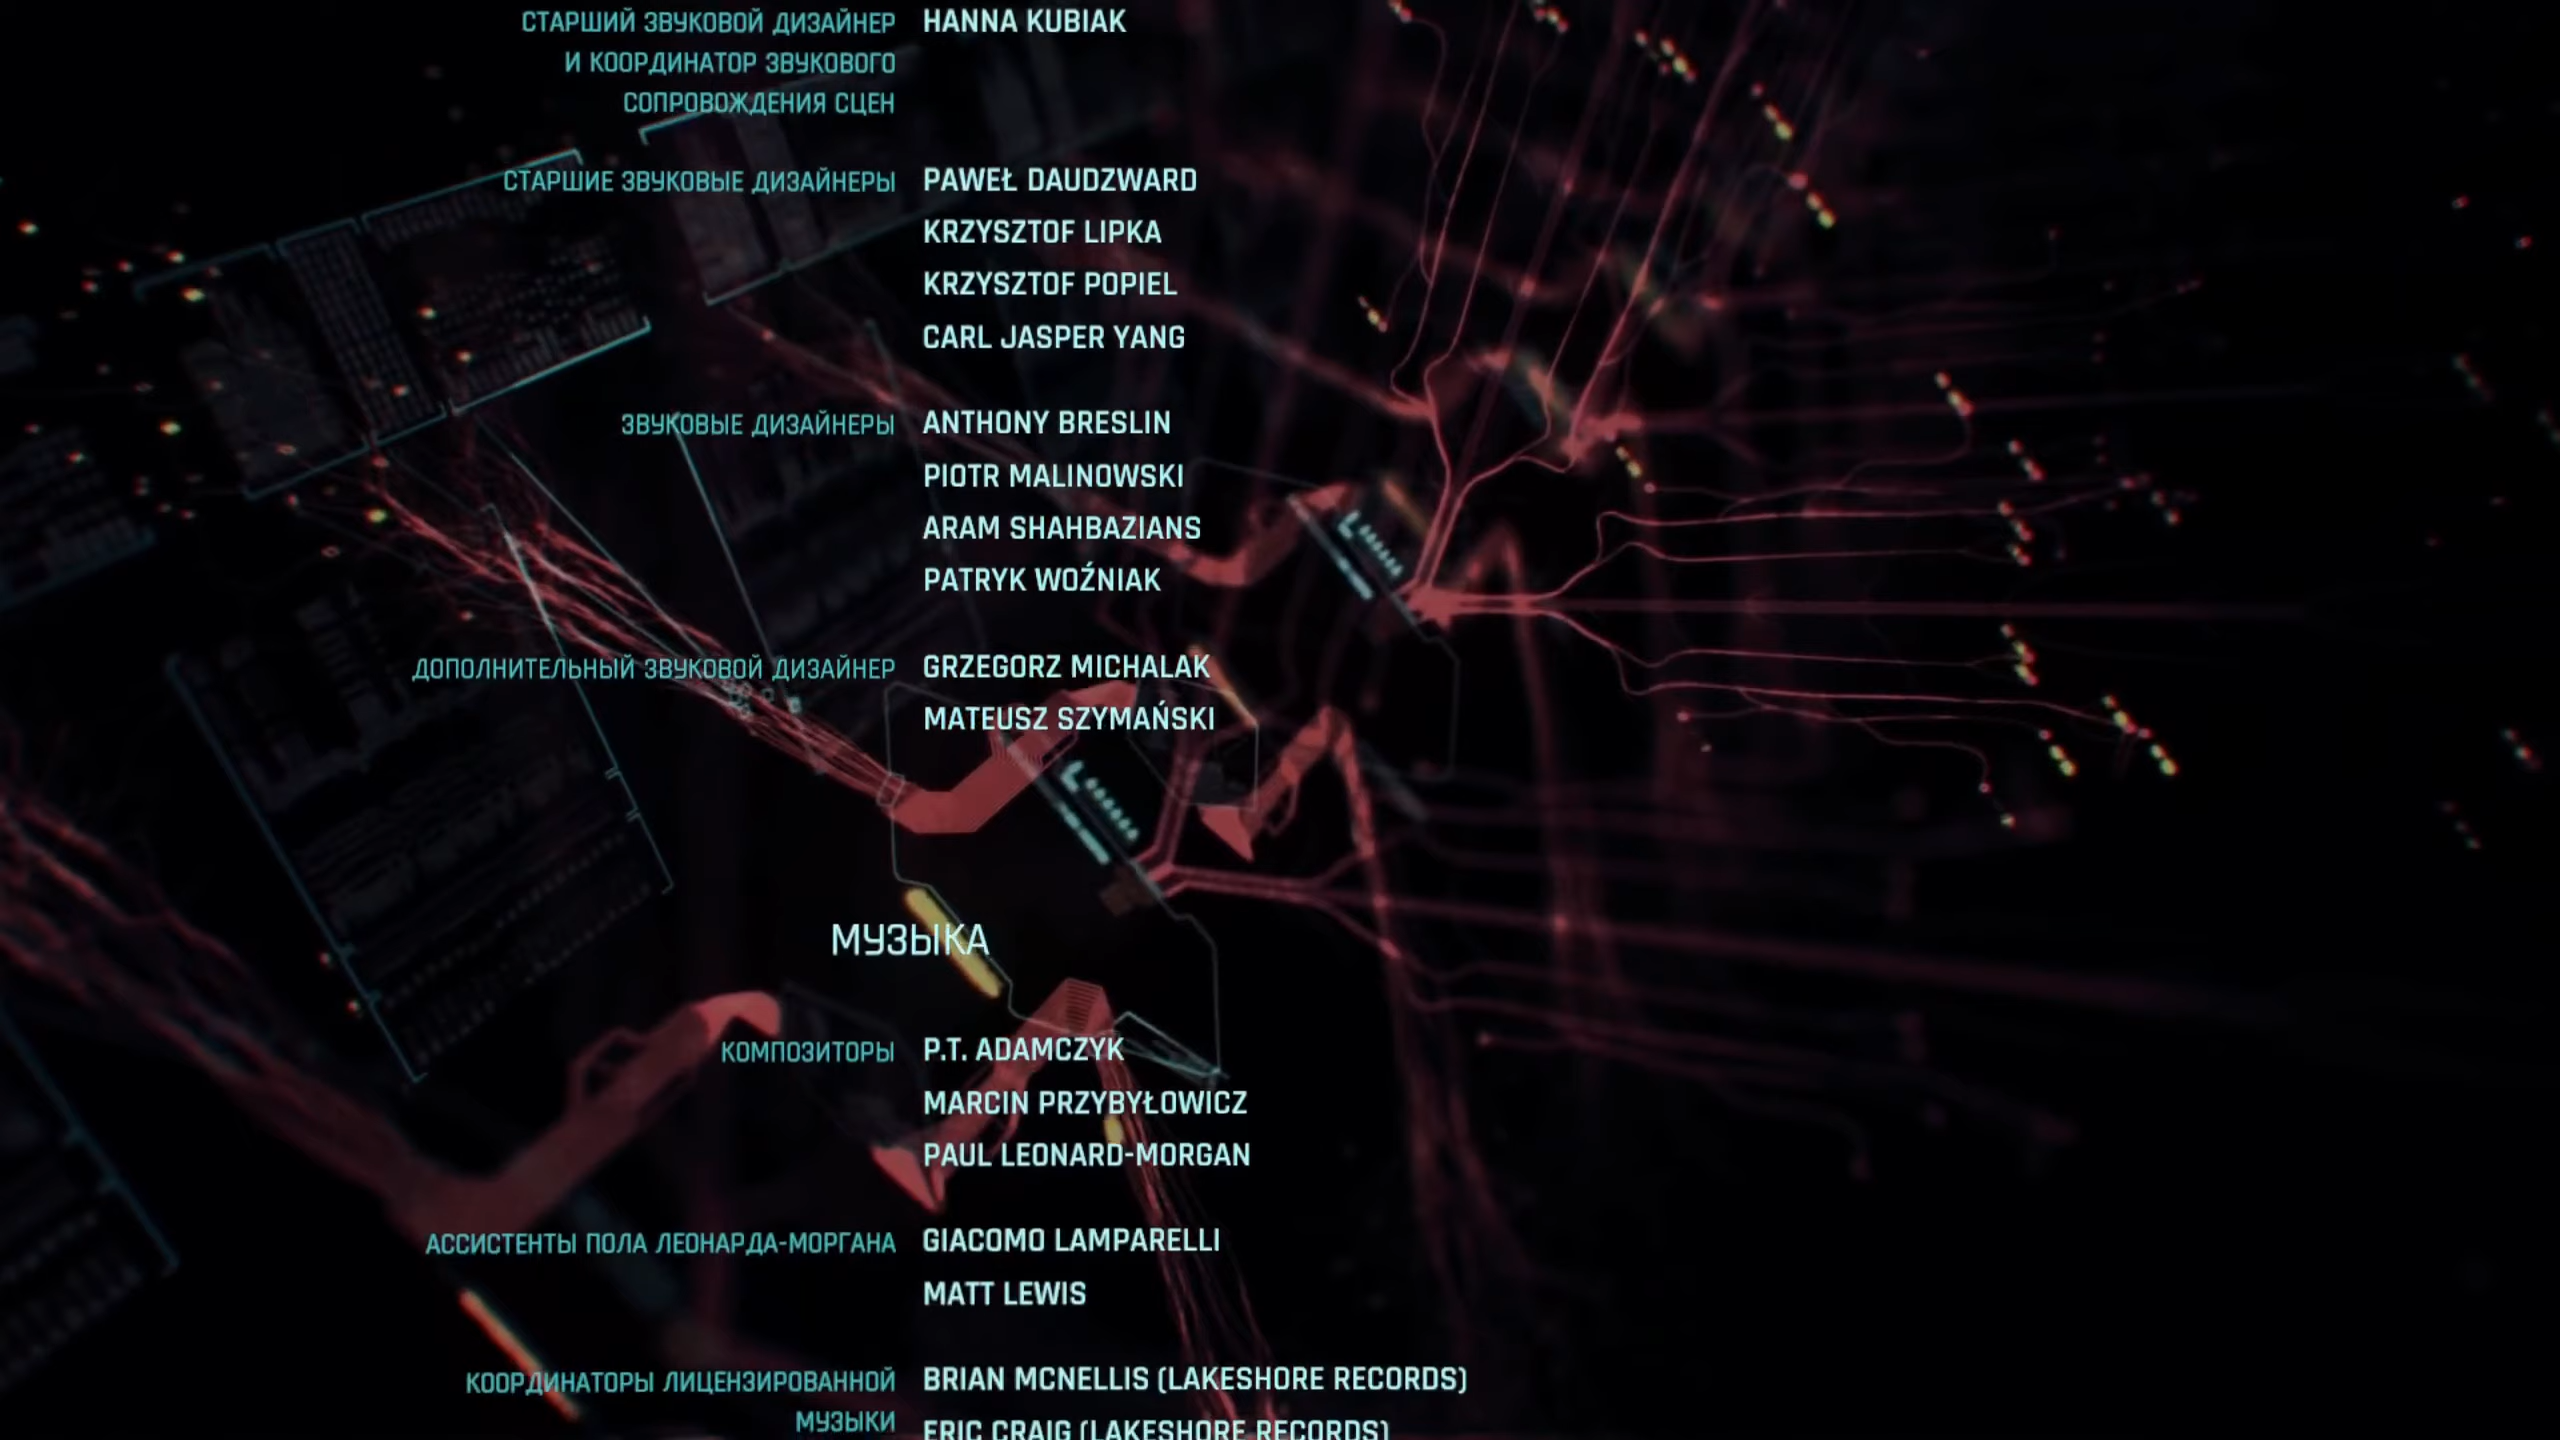 СТАРШИЙ ЗВУКОВОЙ ДИЗАЙНЕР HANNA KUBIAK
И КООРДИНАТОР ЗВУКОВОГО
СОПРОВОЖДЕНИЯ СЦЕН
СТАРШИЕ ЗВУКОВЫЕ ДИЗАЙНЕРЫ PAWEŁ DAUDZWARD
KRZYSZTOF LIPKA
KRZYSZTOF POPIEL
CARL JASPER YANG
ЗВУКОВЫЕ ДИЗАЙНЕРЫ ANTHONY BRESLIN
PIOTR MALINOWSKI
ARAM SHAHBAZIANS
PATRYK WOŹNIAK
ДОПОЛНИТЕЛЬНЫЙ ЗВУКОВОЙ ДИЗАЙНЕР GRZEGORZ MICHALAK
MATEUSZ SZYMAŃSKI
МУЗЫКА
КОМПОЗИТОРЫ P.T. ADAMCZYK
MARCIN PRZYBYŁOWICZ
PAUL LEONARD-MORGAN
АССИСТЕНТЫ ПОЛА ЛЕОНАРДА-МОРГАНА GIACOMO LAMPARELLI
MATT LEWIS
КООРДИНАТОРЫ ЛИЦЕНЗИРОВАННОЙ BRIAN MCNELLIS (LAKESHORE RECORDS)
МУЗЫКИ ERIC CRAIG (LAKESHORE RECORDS)